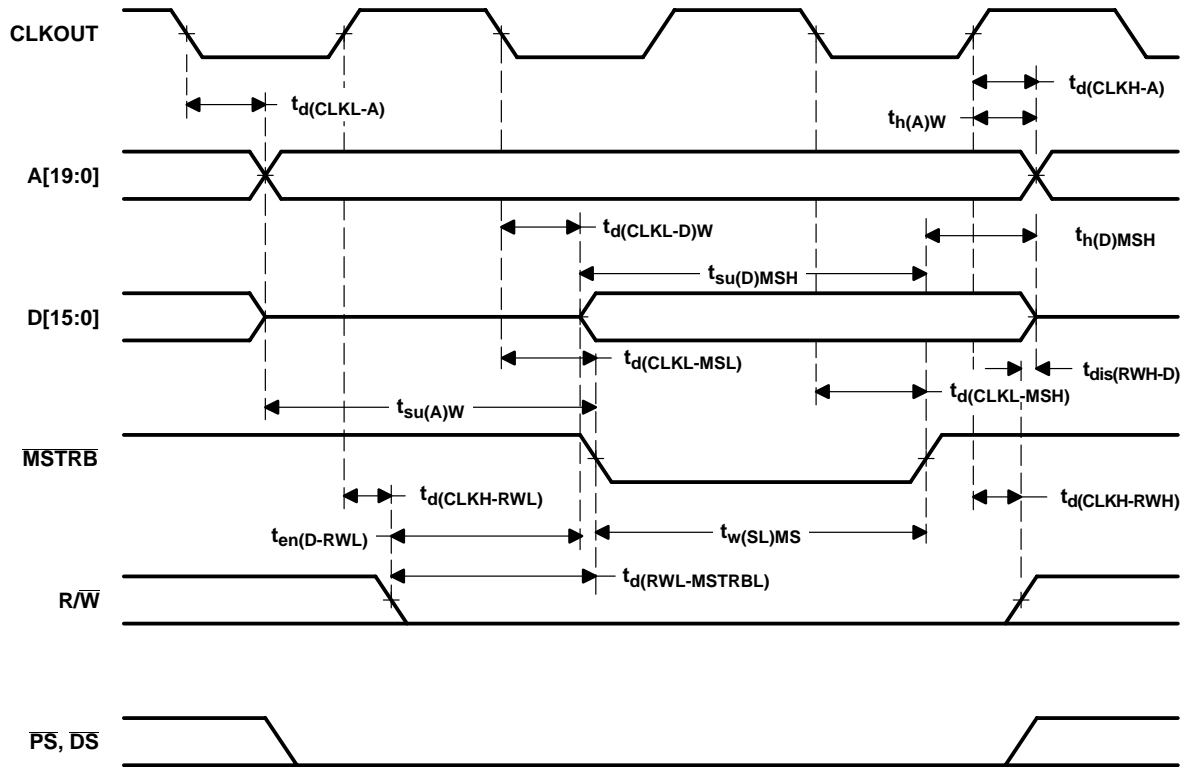 CLKOUT
td(CLKL-A)
td(CLKH-A)
th(A)W
A[19:0]
td(CLKL-D)W
th(D)MSH
tsu(D)MSH
D[15:0]
td(CLKL-MSL)
tdis(RWH-D)
td(CLKL-MSH)
tsu(A)W
MSTRB
td(CLKH-RWL)
td(CLKH-RWH)
ten(D-RWL)
tw(SL)MS
td(RWL-MSTRBL)
R/W
PS, DS